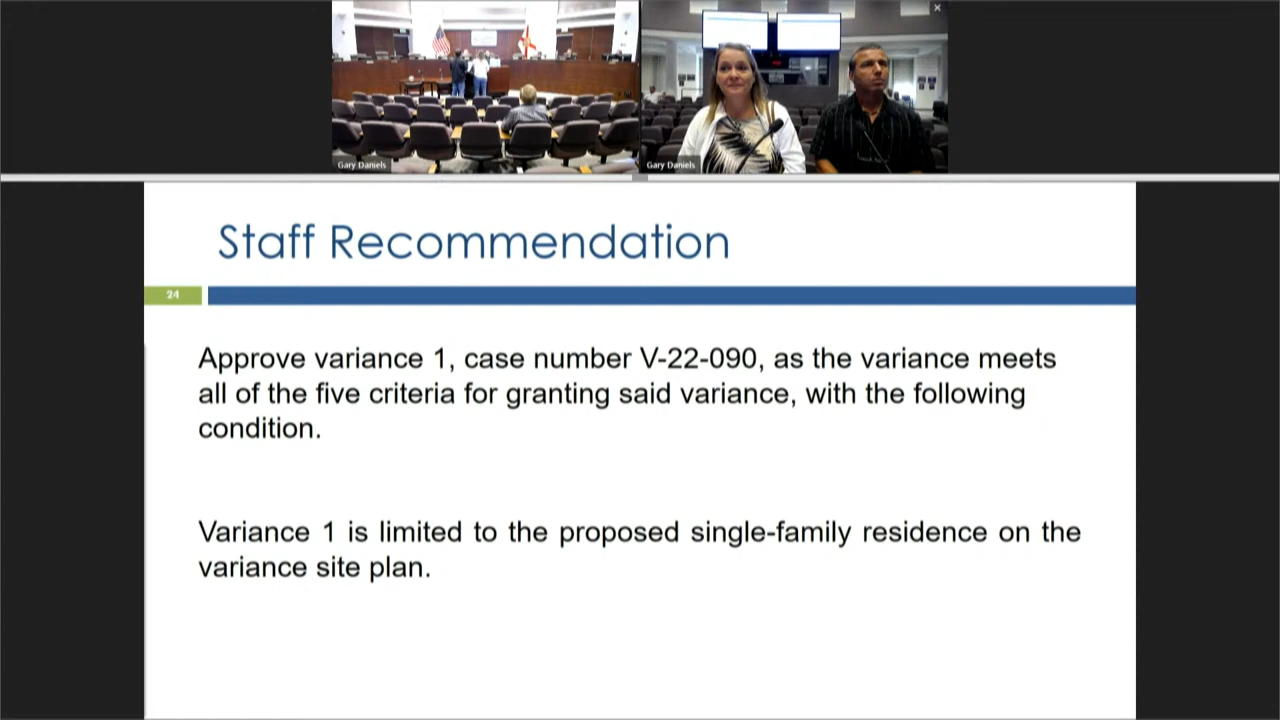 Gary Daniels
Gary Daniels
Staff Recommendation
24
Approve variance 1, case number V-22-090, as the variance meets
all of the five criteria for granting said variance, with the following
condition.
Variance 1 is limited to the proposed single-family residence on the
variance site plan.